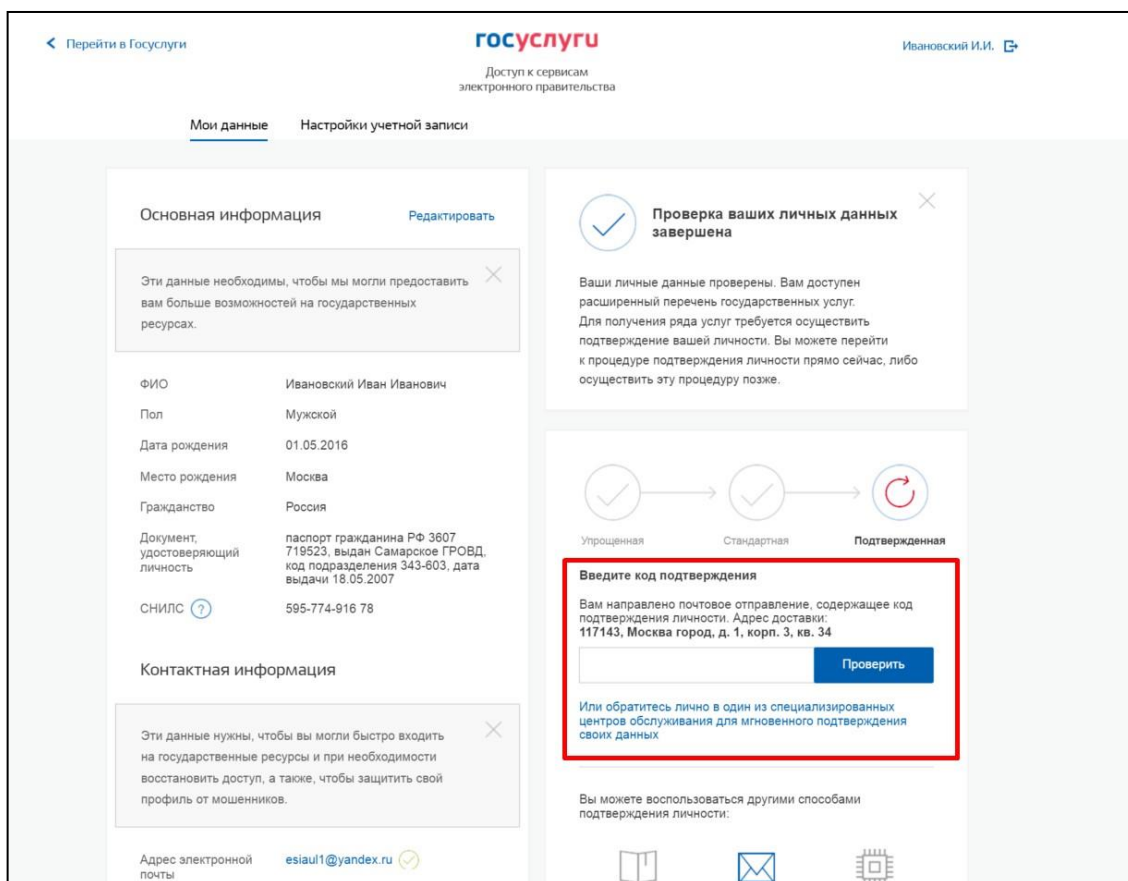 Перейти в Госуслуги
госуслуги
Ивановский И.И.
Доступ к сервисам
электронного правительства
Мои данные
Настройки учетной записи
Основная информация
Редактировать
Эти данные необходимы, чтобы мы могли предоставить
вам больше возможностей на государственных
ресурсах.
ФИО
Ивановский Иван Иванович
Пол
Мужской
Дата рождения
01.05.2016
Место рождения
Москва
Гражданство
Россия
Документ,
удостоверяющий
личность
паспорт гражданина РФ 3607
719523, выдан Самарское ГРОВД,
код подразделения 343-603, дата
выдачи 18.05.2007
СНИЛС ?
595-774-916 78
Контактная информация
Эти данные нужны, чтобы вы могли быстро входить
на государственные ресурсы и при необходимости
восстановить доступ, а также, чтобы защитить свой
профиль от мошенников.
Адрес электронной
почты
esiaul1@yandex.ru
Проверка ваших личных данных
завершена
Ваши личные данные проверены. Вам доступен
расширенный перечень государственных услуг.
Для получения ряда услуг требуется осуществить
подтверждение вашей личности. Вы можете перейти
к процедуре подтверждения личности прямо сейчас, либо
осуществить эту процедуру позже.
Упрощенная
Стандартная
Подтвержденная
Введите код подтверждения
Вам направлено почтовое отправление, содержащее код
подтверждения личности. Адрес доставки:
117143, Москва город, д. 1, корп. 3, кв. 34
Проверить
Или обратитесь лично в один из специализированных
центров обслуживания для мгновенного подтверждения
своих данных
Вы можете воспользоваться другими способами
подтверждения личности: